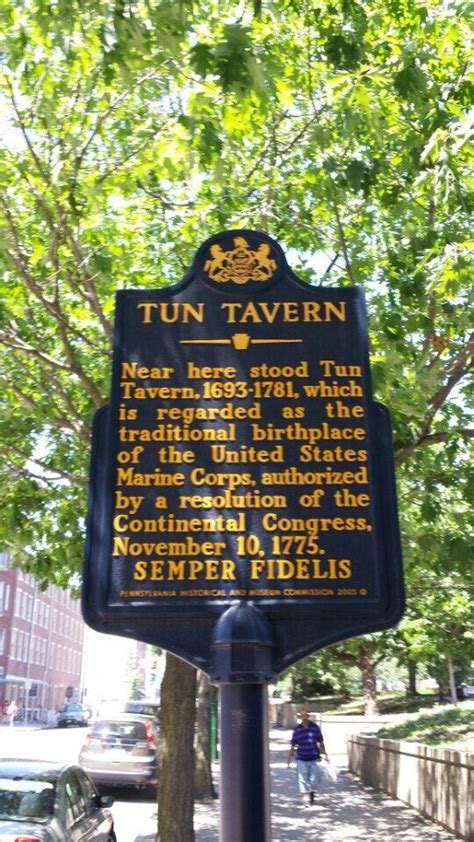 TUN TAVERN
Near here stood Tun
Tavern, 1693-1781, which
is regarded as the
traditional birthplace
of the United States
Marine Corps, authorized
by a resolution of the
Continental Congress,
November 10, 1775.
SEMPER FIDELIS
PENNSYLVANIA HISTORICAL AND MUSEUM COMMISSION 2005 ©